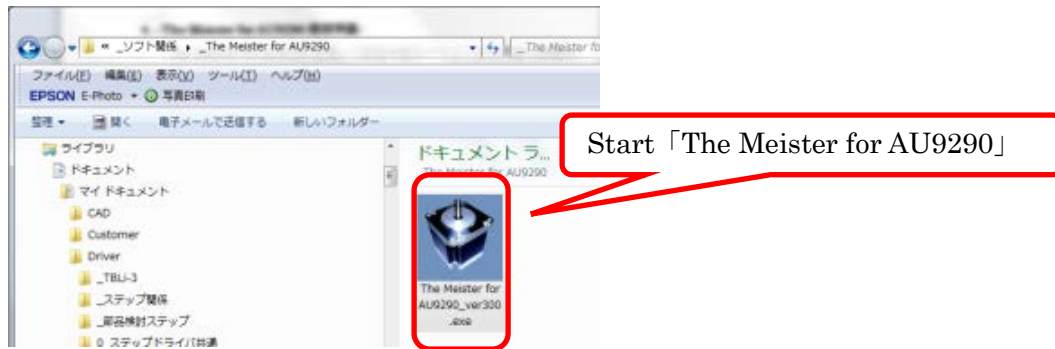 « _ソフト関係 ▸ _The Meister for AU9290
_The Meister fo
ファイル(F) 編集(E) 表示(V) ツール(T) ヘルプ(H)
EPSON E-Photo 写真印刷
整理 開く 電子メールで送信する 新しいフォルダー
ライブラリ
ドキュメント
マイ ドキュメント
CAD
Customer
Driver
_TBLi-3
_ステップ関係
_部品検討ステップ
0_ステップドライバ共通
ドキュメント ラ...
The Meister for AU9290
The Meister for
AU9290_ver300
.exe
Start「The Meister for AU9290」